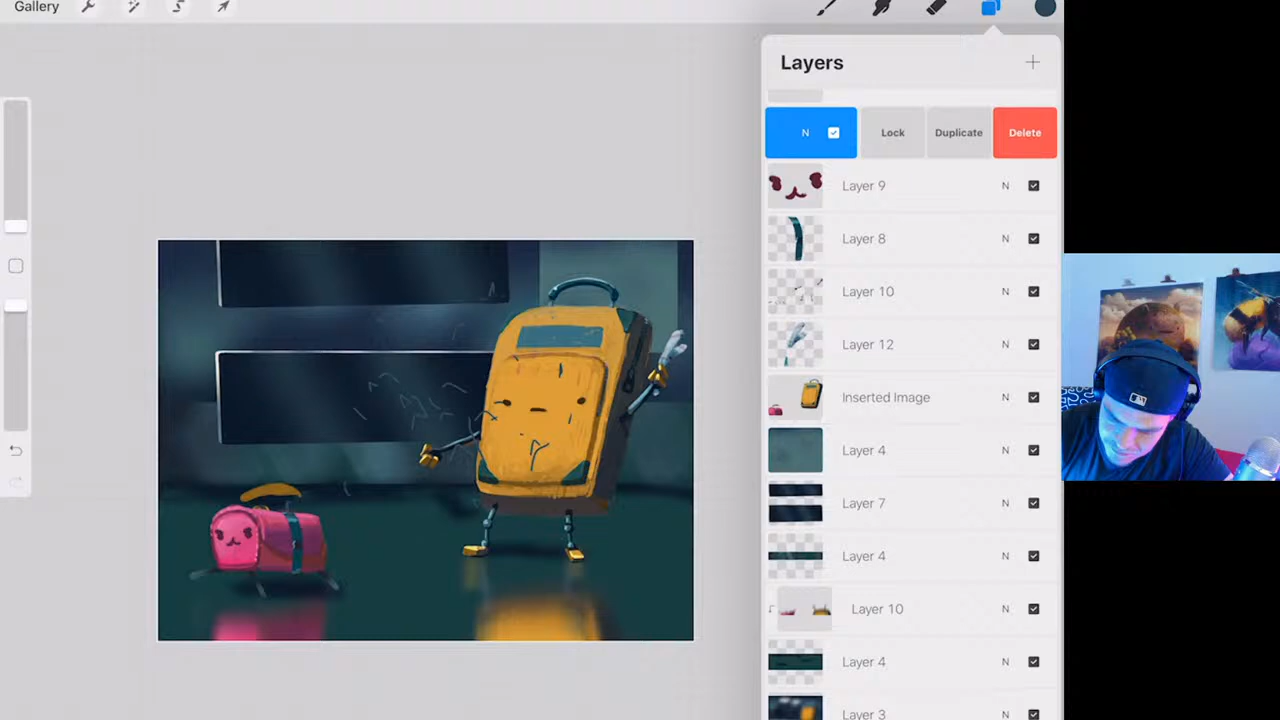 Gallery
Layers
N Lock Duplicate Delete
Layer 9 N
Layer 8 N
Layer 10 N
Layer 12 N
Inserted Image N
Layer 4 N
Layer 7 N
Layer 4 N
Layer 10 N
Layer 4 N
Layer 3 N